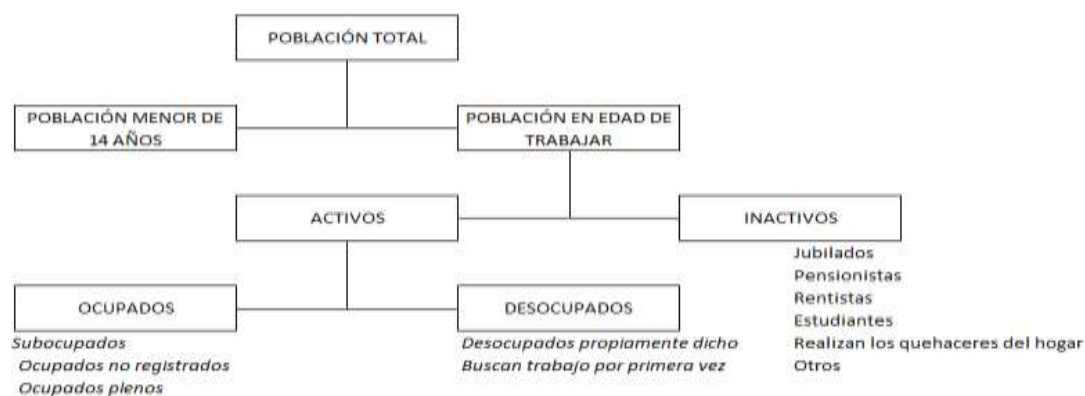 POBLACIÓN TOTAL
POBLACIÓN MENOR DE
14 AÑOS
POBLACIÓN EN EDAD DE
TRABAJAR
ACTIVOS
INACTIVOS
Jubilados
Pensionistas
Rentistas
Estudiantes
Realizan los quehaceres del hogar
Otros
OCUPADOS
Subocupados
Ocupados no registrados
Ocupados plenos
DESOCUPADOS
Desocupados propiamente dicho
Buscan trabajo por primera vez